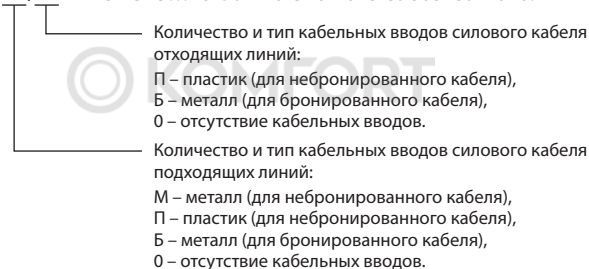 Количество и тип кабельных вводов силового кабеля
отходящих линий:
П – пластик (для небронированного кабеля),
Б – металл (для бронированного кабеля),
0 – отсутствие кабельных вводов.
KOMFORT
Количество и тип кабельных вводов силового кабеля
подходящих линий:
М – металл (для небронированного кабеля),
П – пластик (для небронированного кабеля),
Б – металл (для бронированного кабеля),
0 – отсутствие кабельных вводов.